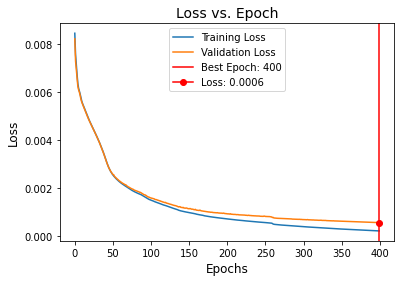 Loss vs. Epoch
Training Loss
Validation Loss
Best Epoch: 400
Loss: 0.0006
Loss
0.008
0.006
0.004
0.002
0.000
0 50 100 150 200 250 300 350 400
Epochs